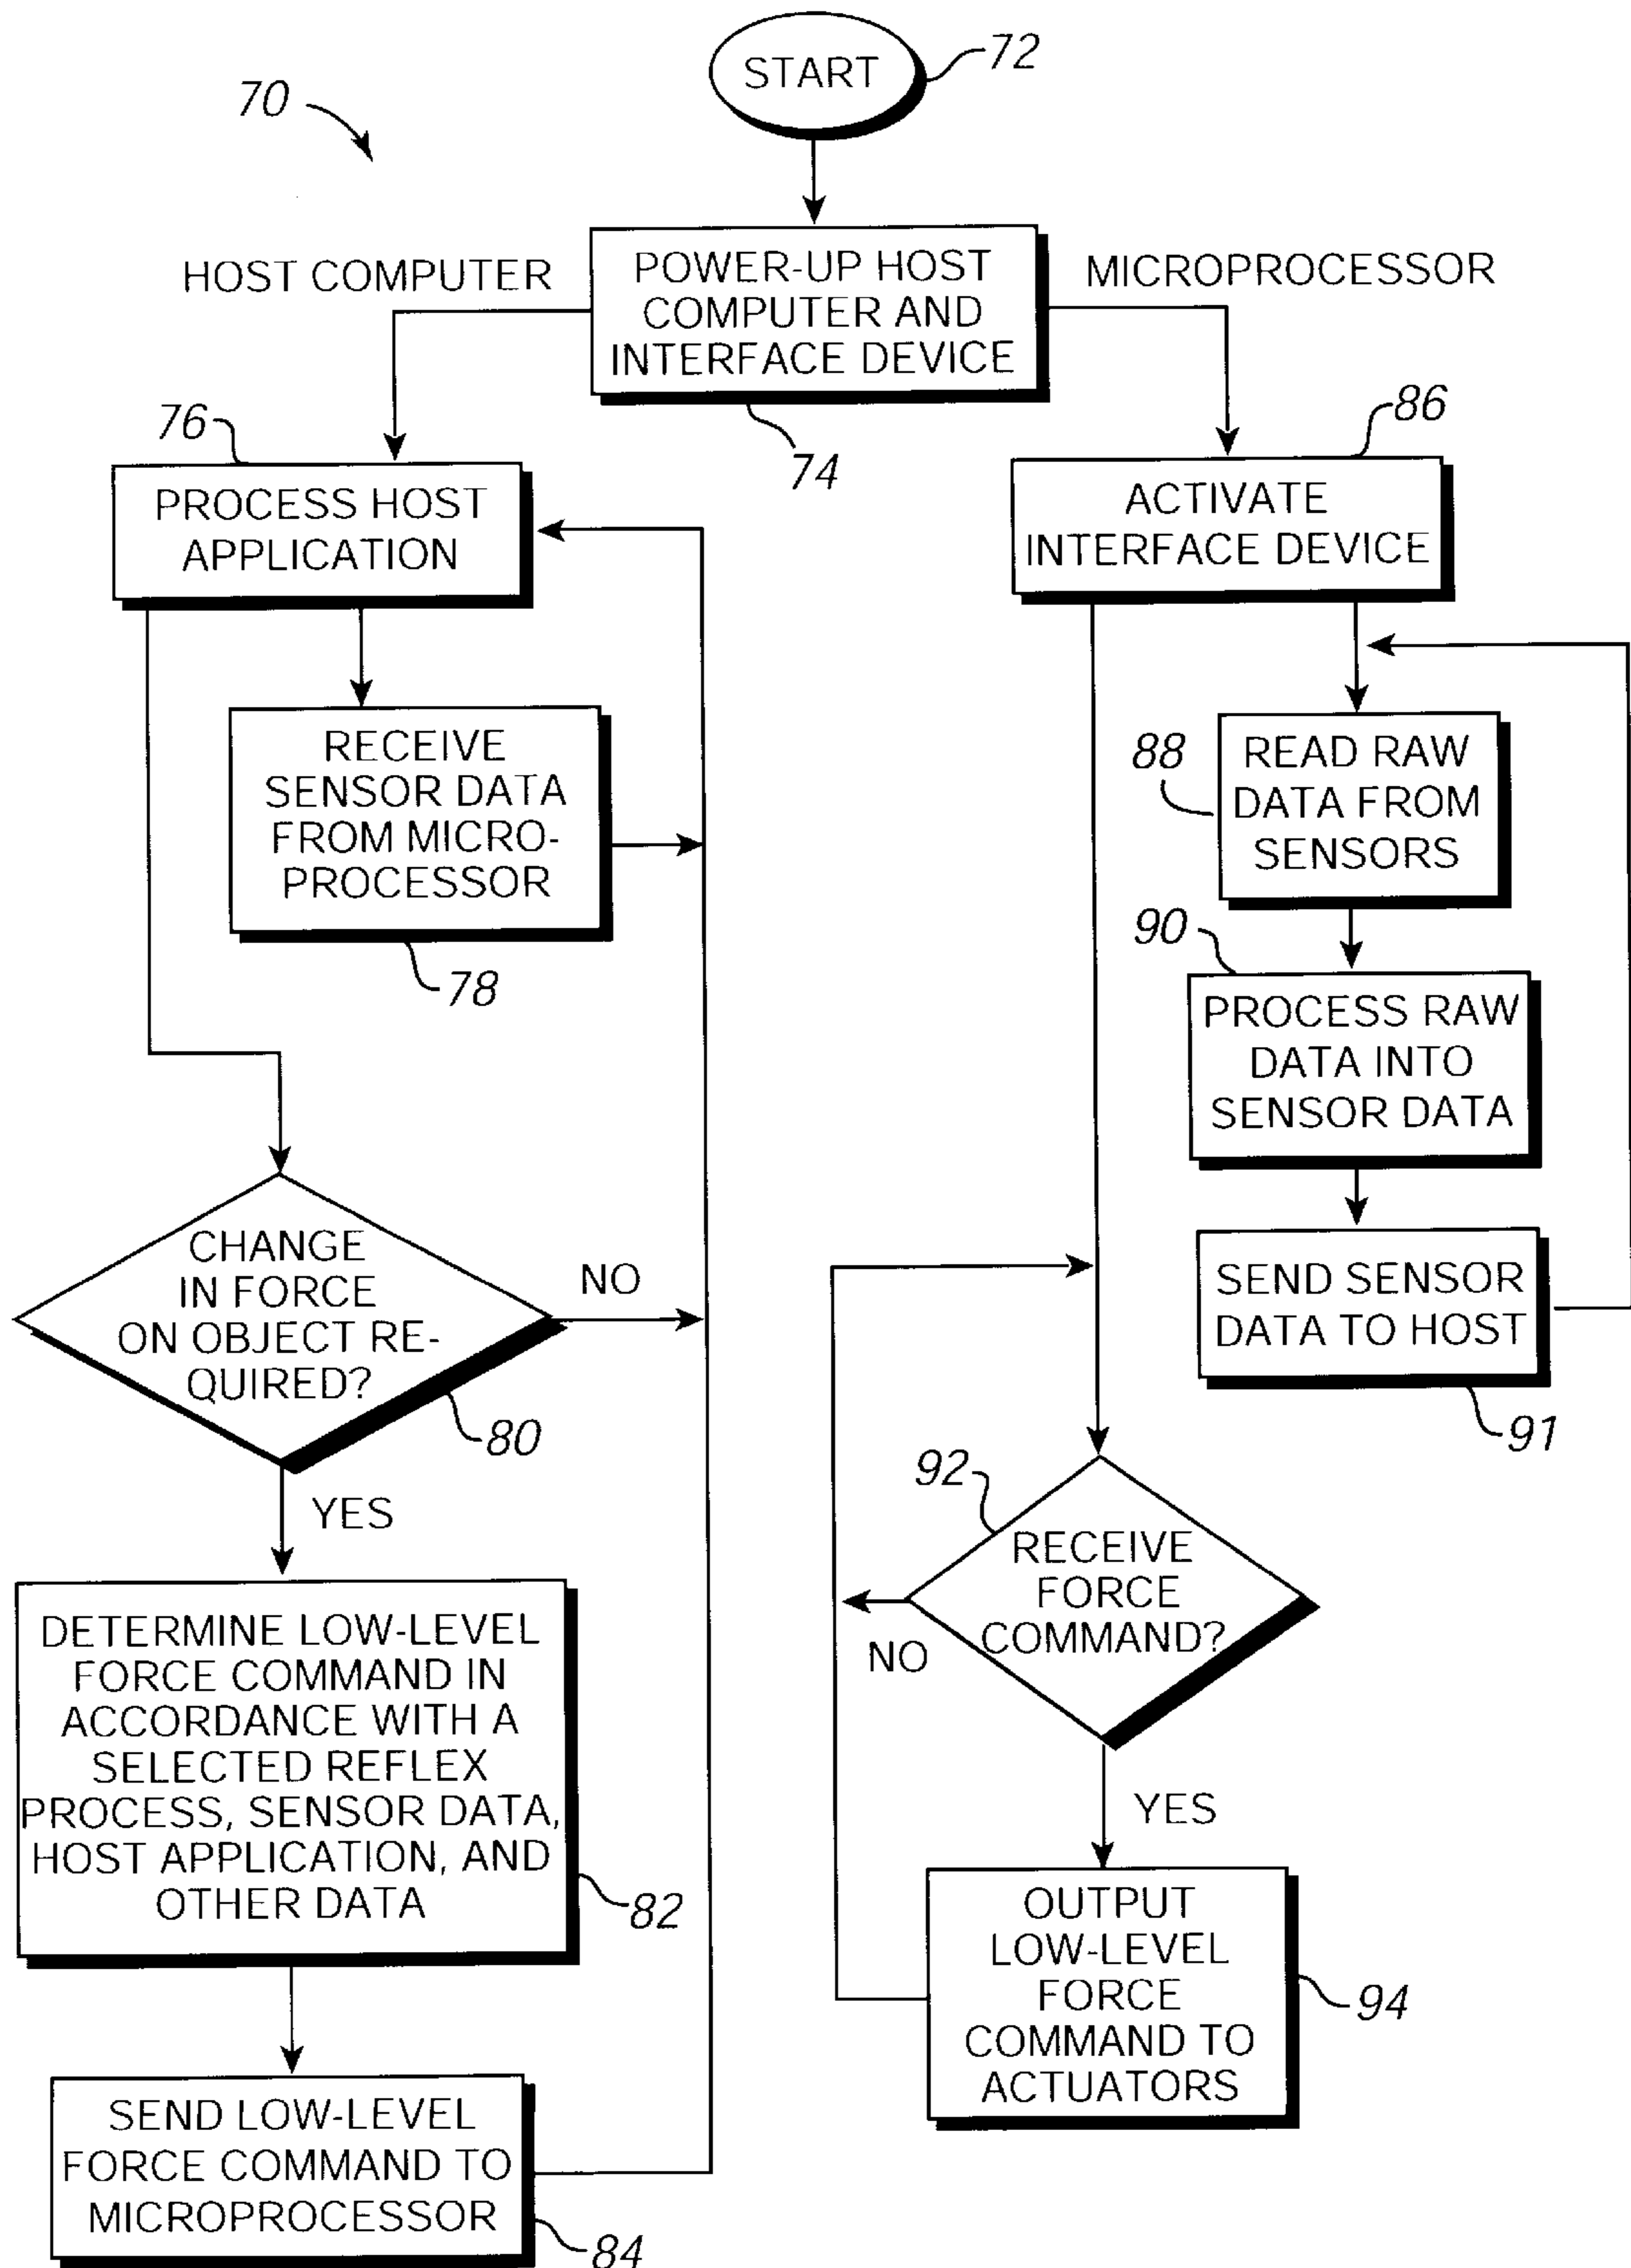 START
72
70
HOST COMPUTER
POWER-UP HOST
COMPUTER AND
INTERFACE DEVICE
MICROPROCESSOR
74
76
PROCESS HOST
APPLICATION
86
ACTIVATE
INTERFACE DEVICE
RECEIVE
SENSOR DATA
FROM MICRO-
PROCESSOR
78
88
READ RAW
DATA FROM
SENSORS
90
PROCESS RAW
DATA INTO
SENSOR DATA
SEND SENSOR
DATA TO HOST
91
CHANGE
IN FORCE
ON OBJECT RE-
QUIRED?
NO
80
YES
92
RECEIVE
FORCE
COMMAND?
NO
YES
DETERMINE LOW-LEVEL
FORCE COMMAND IN
ACCORDANCE WITH A
SELECTED REFLEX
PROCESS, SENSOR DATA,
HOST APPLICATION, AND
OTHER DATA
82
OUTPUT
LOW-LEVEL
FORCE
COMMAND TO
ACTUATORS
94
SEND LOW-LEVEL
FORCE COMMAND TO
MICROPROCESSOR
84